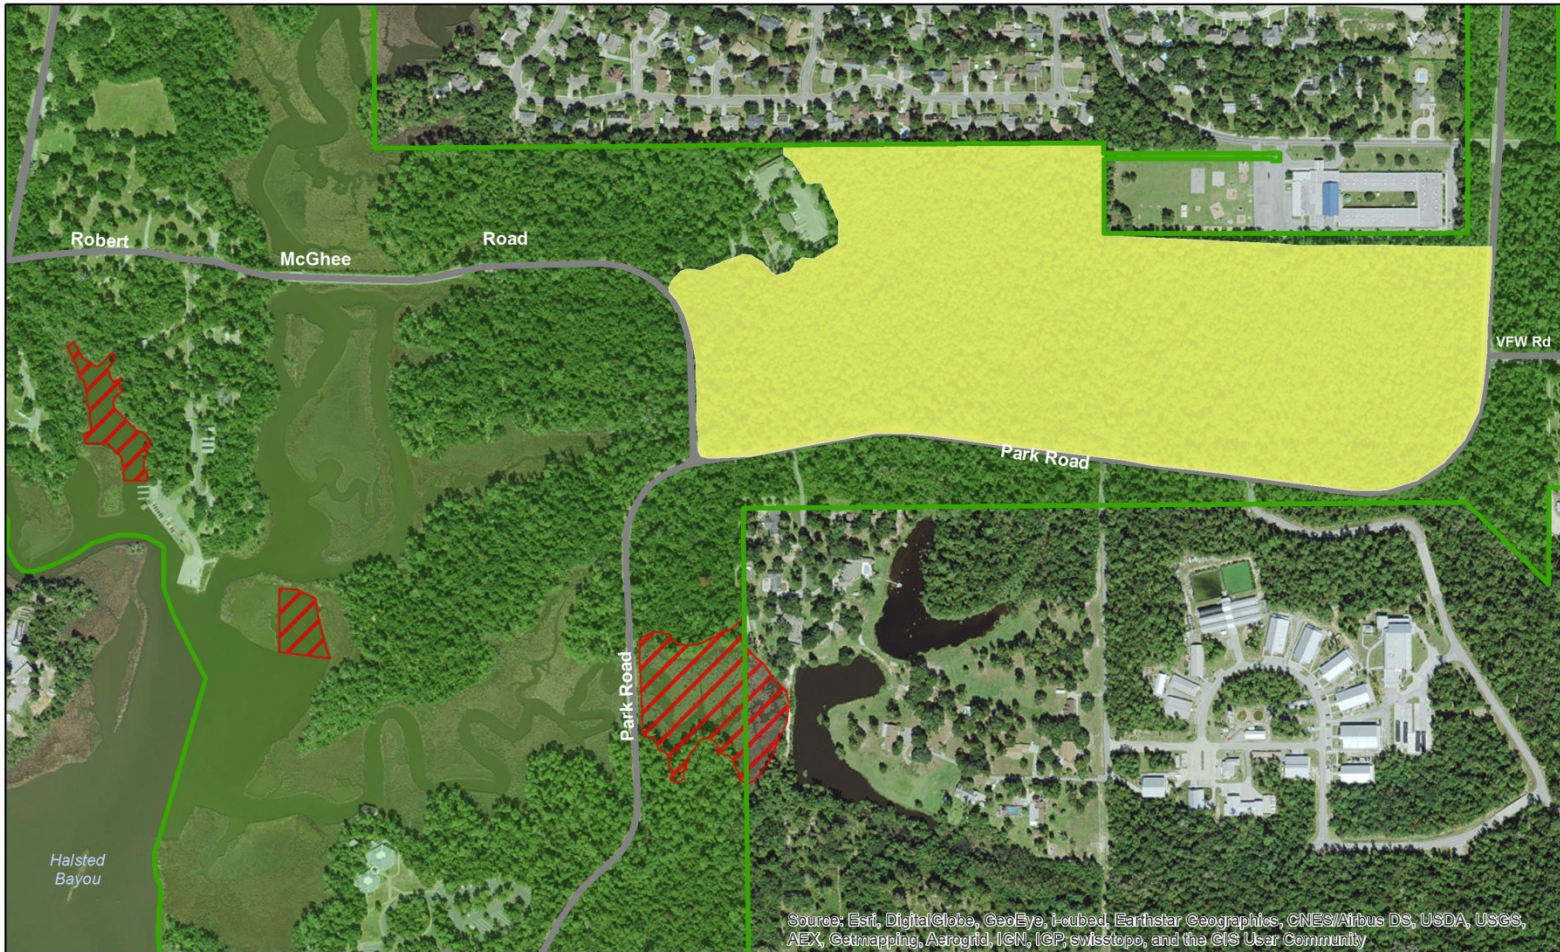 Robert
McGhee
Road
VFW Rd
Park Road
Park Road
Halsted
Bayou
Source: Esri, DigitalGlobe, GeoEye, i-cubed, Earthstar Geographics, CNES/Airbus DS, USDA, USGS,
AEX, Getmapping, Aerogrid, IGN, IGP, swisstopo, and the GIS User Community